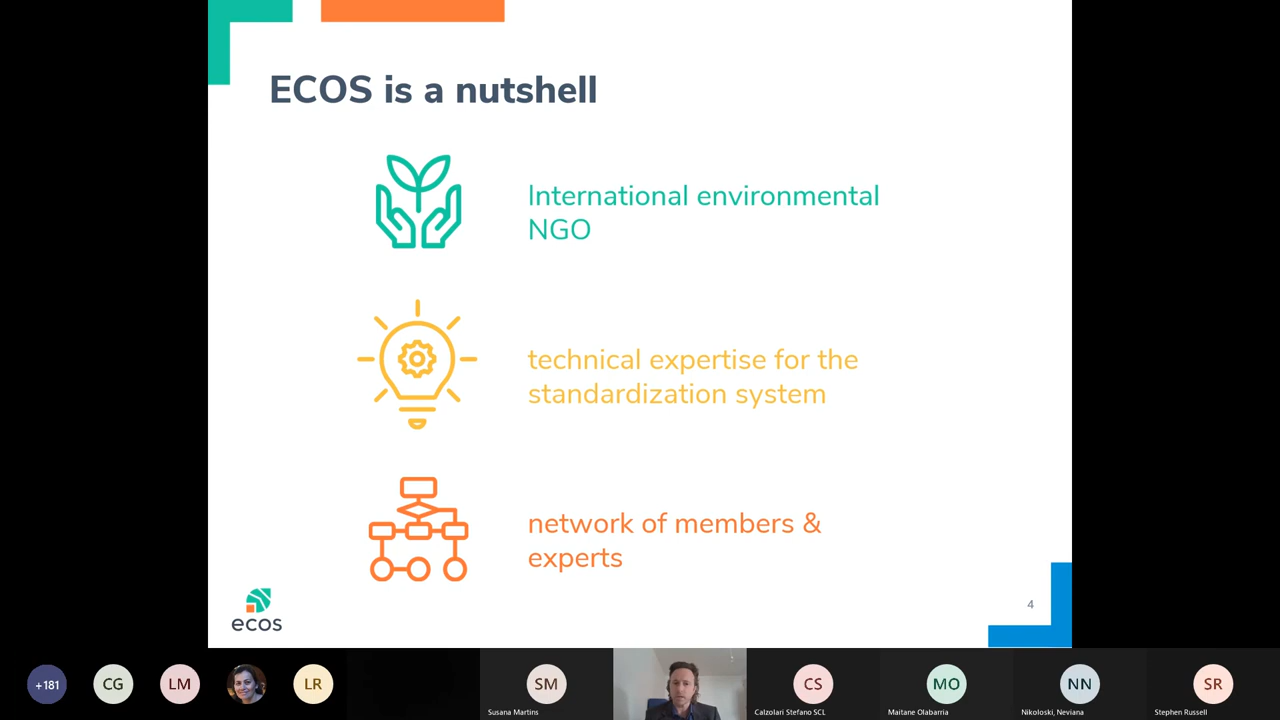 ECOS is a nutshell
International environmental
NGO
technical expertise for the
standardization system
network of members &
experts
ecos
4
+181
CG
LM
LR
SM
Susana Martins
CS
Calzolari Stefano SCL
MO
Maitane Olabarria
NN
Nikoloski, Neviana
SR
Stephen Russell